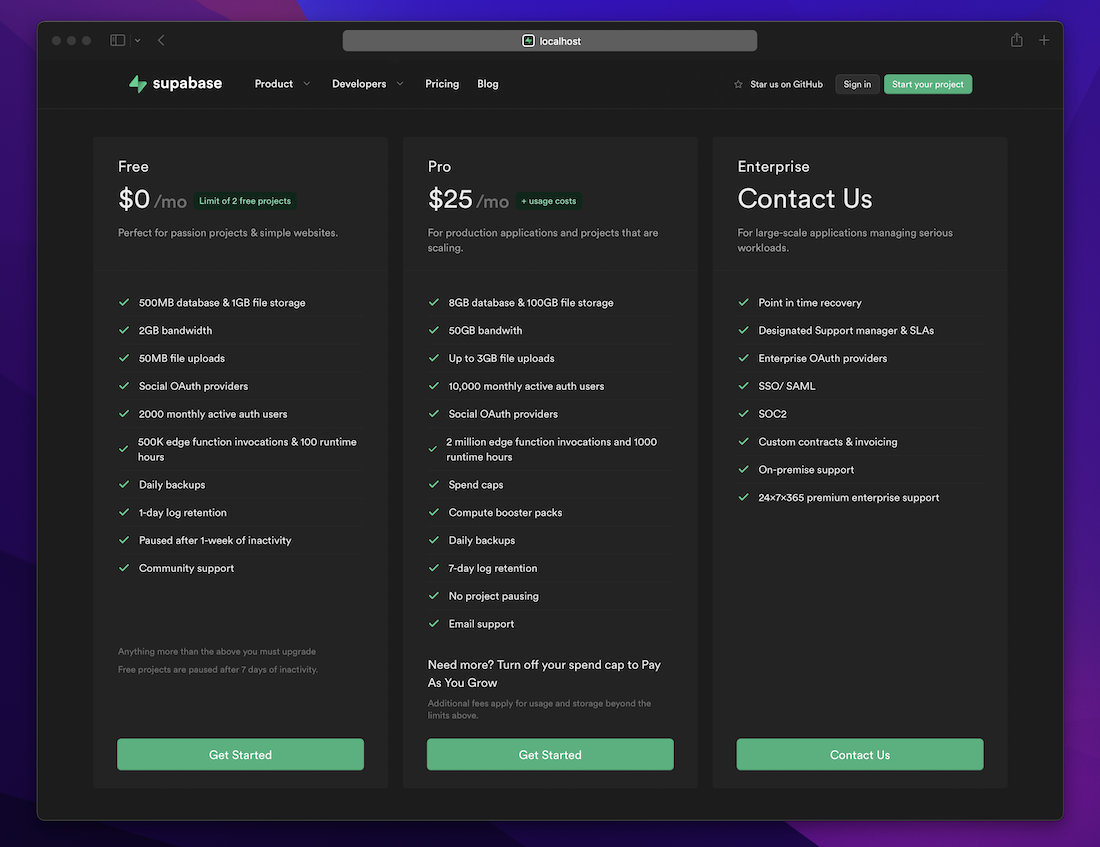 localhost
supabase
Product
Developers
Pricing
Blog
Star us on GitHub
Sign in
Start your project
Free
$0 /mo
Limit of 2 free projects
Perfect for passion projects & simple websites.
500MB database & 1GB file storage
2GB bandwidth
50MB file uploads
Social OAuth providers
2000 monthly active auth users
500K edge function invocations & 100 runtime
hours
Daily backups
1-day log retention
Paused after 1-week of inactivity
Community support
Anything more than the above you must upgrade
Free projects are paused after 7 days of inactivity.
Get Started
Pro
$25 /mo
+ usage costs
For production applications and projects that are
scaling.
8GB database & 100GB file storage
50GB bandwith
Up to 3GB file uploads
10,000 monthly active auth users
Social OAuth providers
2 million edge function invocations and 1000
runtime hours
Spend caps
Compute booster packs
Daily backups
7-day log retention
No project pausing
Email support
Need more? Turn off your spend cap to Pay
As You Grow
Additional fees apply for usage and storage beyond the
limits above.
Get Started
Enterprise
Contact Us
For large-scale applications managing serious
workloads.
Point in time recovery
Designated Support manager & SLAs
Enterprise OAuth providers
SSO/ SAML
SOC2
Custom contracts & invoicing
On-premise support
24×7×365 premium enterprise support
Contact Us